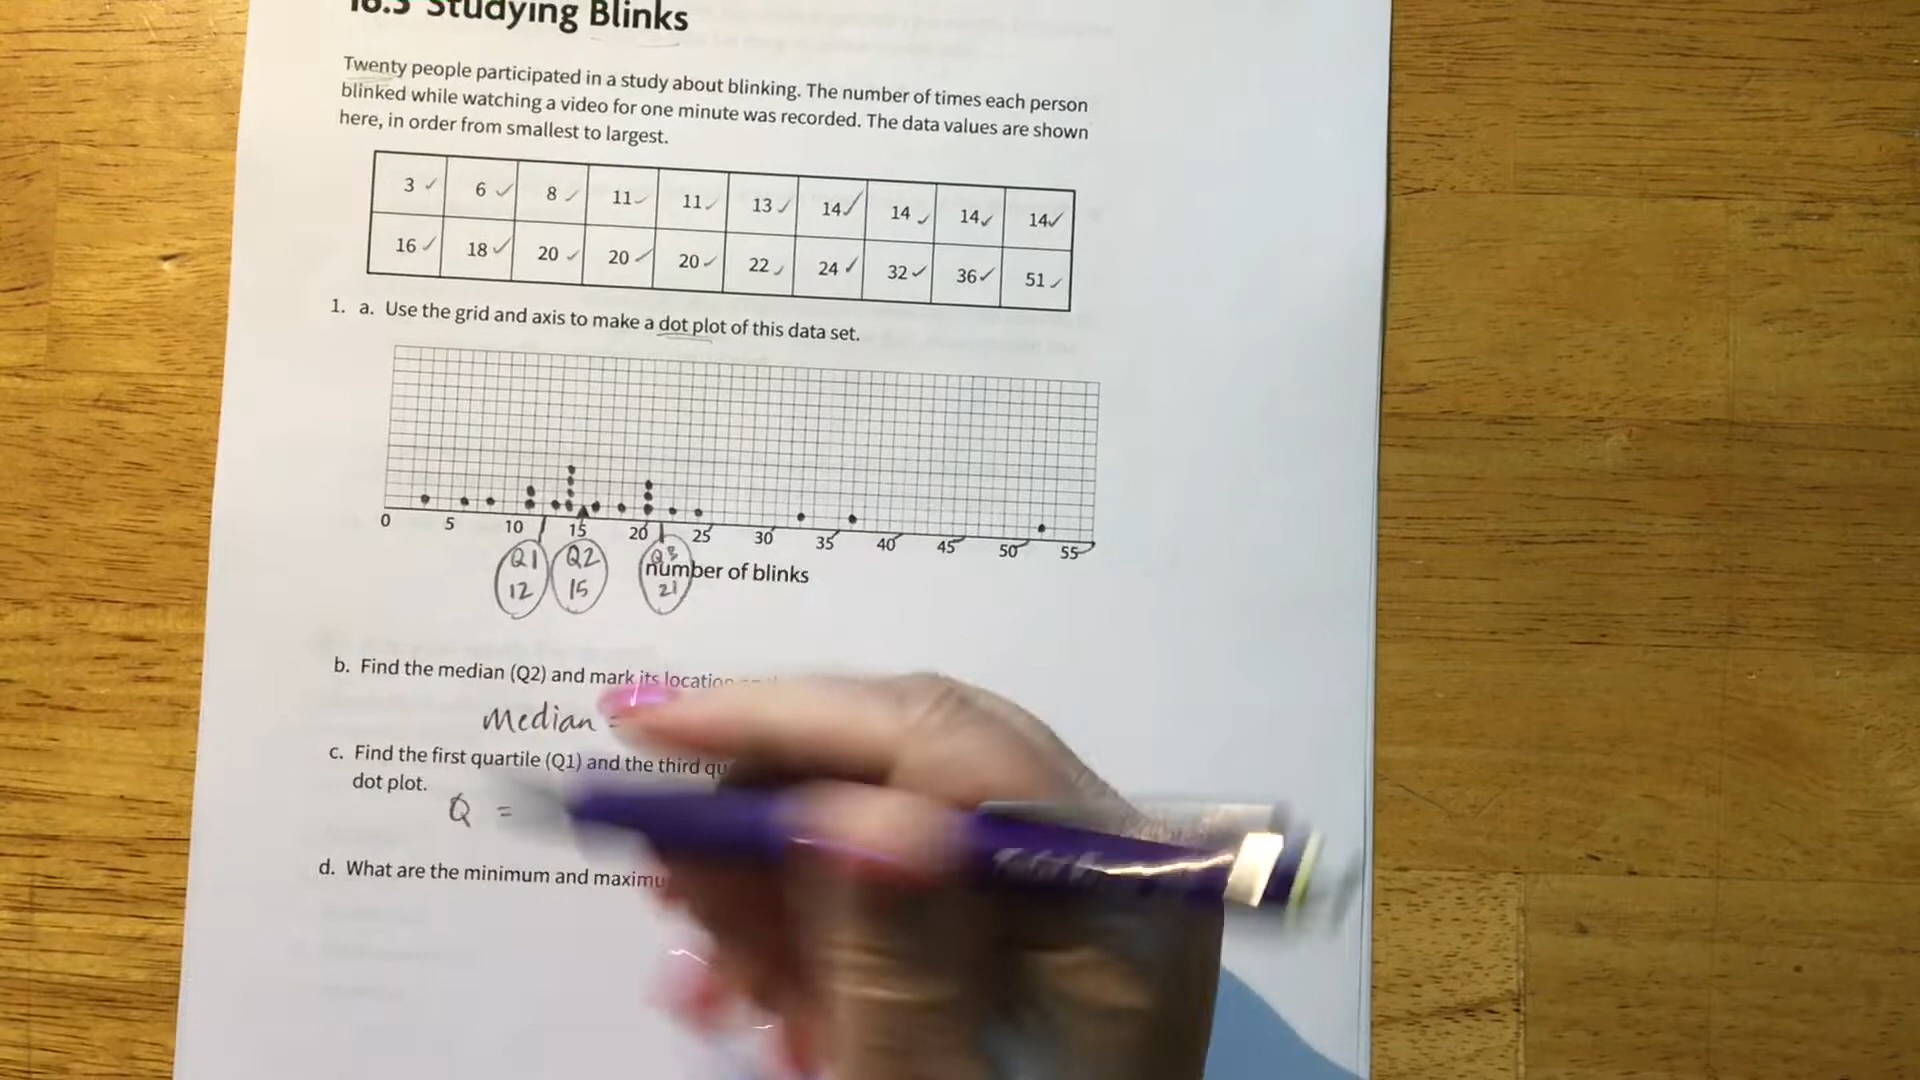 16.3 Studying Blinks
Twenty people participated in a study about blinking. The number of times each person
blinked while watching a video for one minute was recorded. The data values are shown
here, in order from smallest to largest.
3 ✓ 6 ✓ 8 ✓ 11 ✓ 11 ✓ 13 ✓ 14 ✓ 14 ✓ 14 ✓ 14 ✓
16 ✓ 18 ✓ 20 ✓ 20 ✓ 20 ✓ 22 ✓ 24 ✓ 32 ✓ 36 ✓ 51 ✓
1. a. Use the grid and axis to make a dot plot of this data set.
0 5 10 15 20 25 30 35 40 45 50 55
Q1 Q2 Q3
number of blinks
12 15 21
b. Find the median (Q2) and mark its location
Median =
c. Find the first quartile (Q1) and the third
dot plot.
Q =
d. What are the minimum and